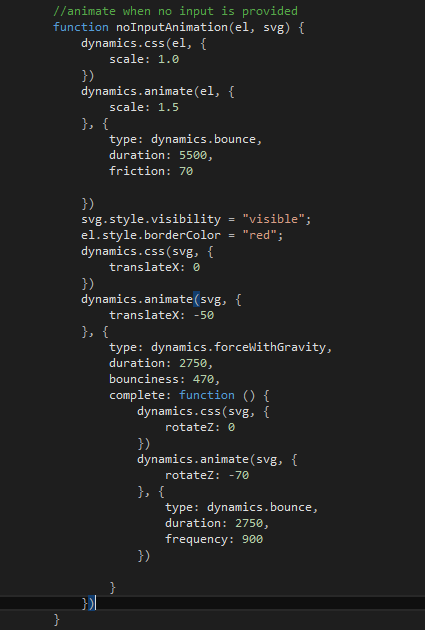 //animate when no input is provided
function noInputAnimation(el, svg) {
    dynamics.css(el, {
        scale: 1.0
    })
    dynamics.animate(el, {
        scale: 1.5
    }, {
        type: dynamics.bounce,
        duration: 5500,
        friction: 70

    })
    svg.style.visibility = "visible";
    el.style.borderColor = "red";
    dynamics.css(svg, {
        translateX: 0
    })
    dynamics.animate(svg, {
        translateX: -50
    }, {
        type: dynamics.forceWithGravity,
        duration: 2750,
        bounciness: 470,
        complete: function () {
            dynamics.css(svg, {
                rotateZ: 0
            })
            dynamics.animate(svg, {
                rotateZ: -70
            }, {
                type: dynamics.bounce,
                duration: 2750,
                frequency: 900
            })

        }
    })
}